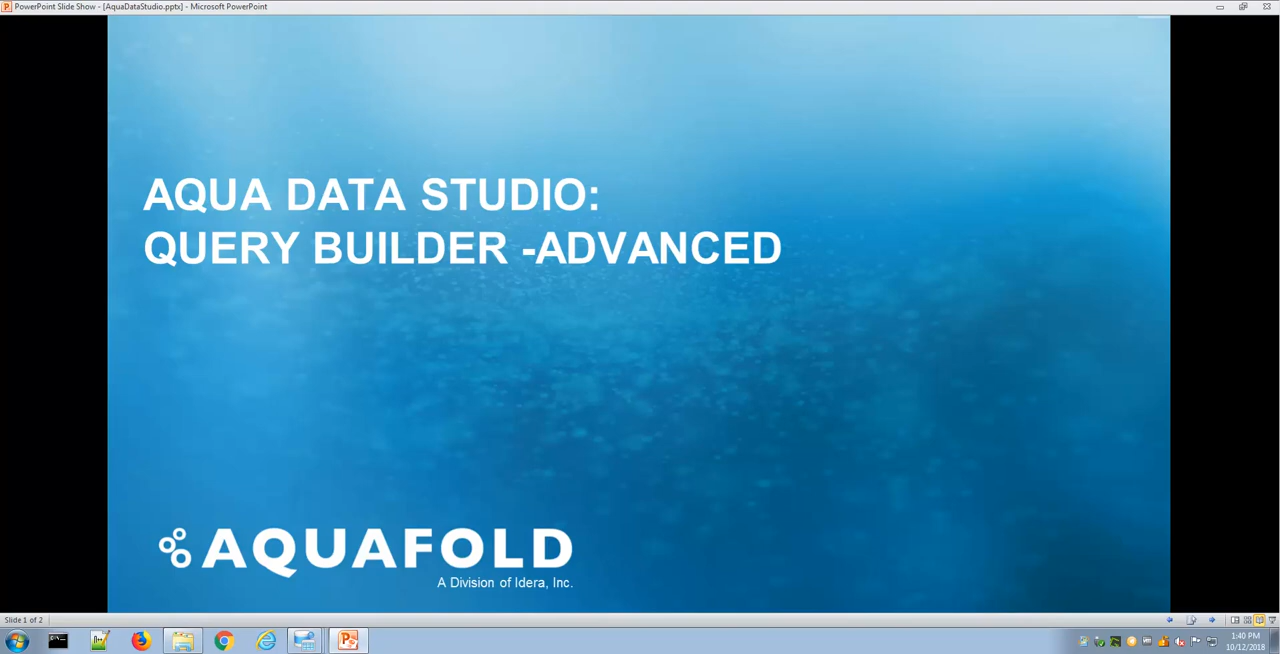 PowerPoint Slide Show - [AquaDataStudio.pptx] - Microsoft PowerPoint
AQUA DATA STUDIO:
QUERY BUILDER -ADVANCED
AQUAFOLD
A Division of Idera, Inc.
Slide 1 of 2
1:40 PM
10/12/2018